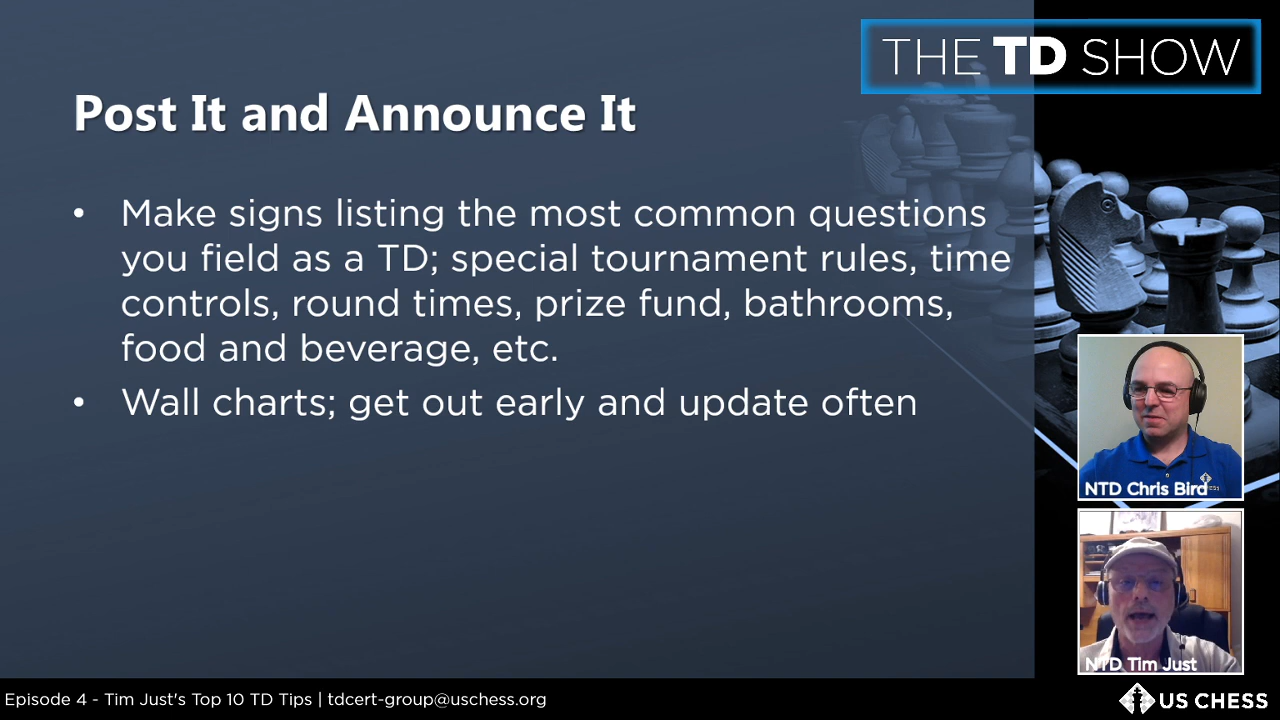 THE TD SHOW
Post It and Announce It
• Make signs listing the most common questions
you field as a TD; special tournament rules, time
controls, round times, prize fund, bathrooms,
food and beverage, etc.
• Wall charts; get out early and update often
NTD Chris Bird
NTD Tim Just
Episode 4 - Tim Just's Top 10 TD Tips | tdcert-group@uschess.org
US CHESS